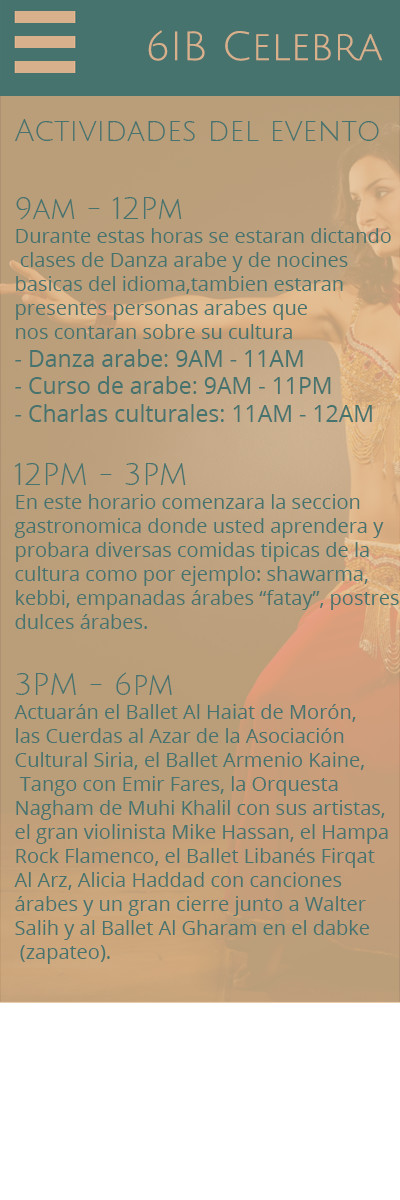 6IB Celebra
Actividades del evento
9am - 12Pm
Durante estas horas se estaran dictando
clases de Danza arabe y de nocines
basicas del idioma,tambien estaran
presentes personas arabes que
nos contaran sobre su cultura
- Danza arabe: 9AM - 11AM
- Curso de arabe: 9AM - 11PM
- Charlas culturales: 11AM - 12AM
12PM - 3PM
En este horario comenzara la seccion
gastronomica donde usted aprendera y
probara diversas comidas tipicas de la
cultura como por ejemplo: shawarma,
kebbi, empanadas árabes “fatay”, postres
dulces árabes.
3PM - 6pm
Actuarán el Ballet Al Haiat de Morón,
las Cuerdas al Azar de la Asociación
Cultural Siria, el Ballet Armenio Kaine,
Tango con Emir Fares, la Orquesta
Nagham de Muhi Khalil con sus artistas,
el gran violinista Mike Hassan, el Hampa
Rock Flamenco, el Ballet Libanés Firqat
Al Arz, Alicia Haddad con canciones
árabes y un gran cierre junto a Walter
Salih y al Ballet Al Gharam en el dabke
(zapateo).